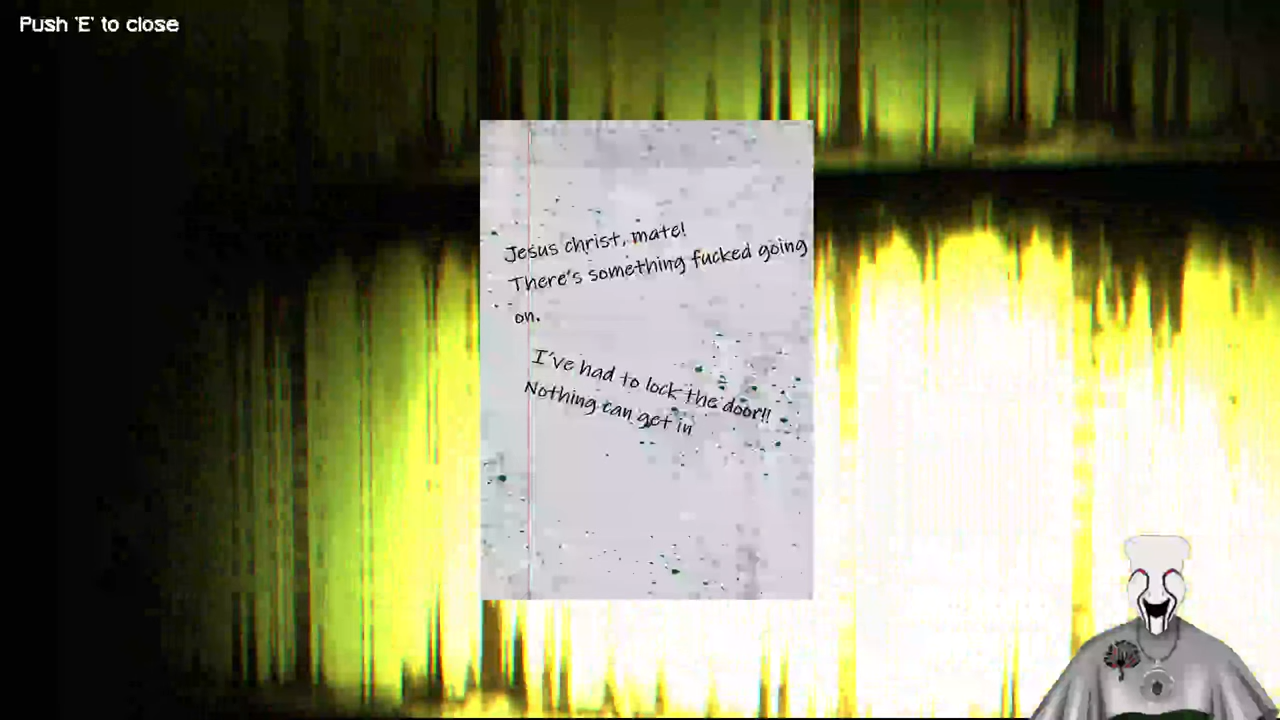 Push 'E' to close
Jesus christ, mate!
There's something fucked going
on.
I've had to lock the door!!
Nothing can get in